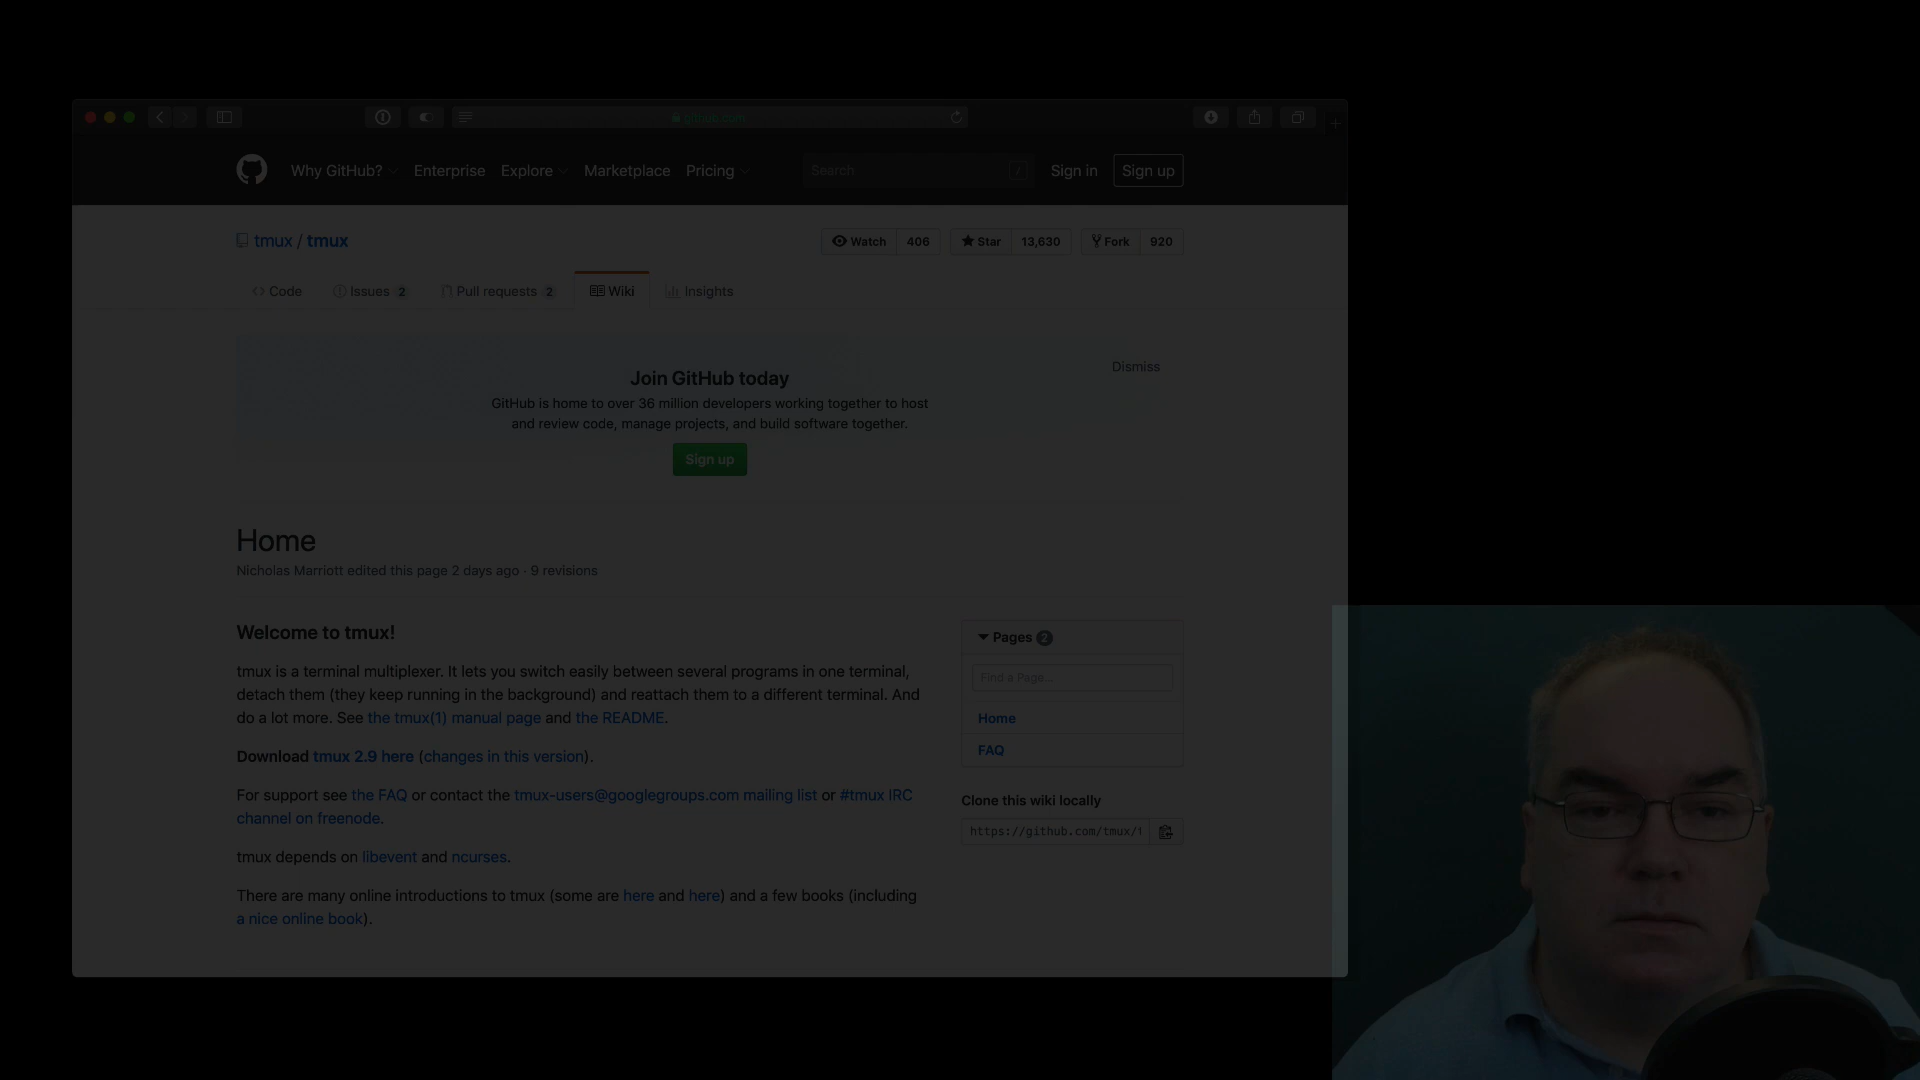 Why GitHub? Enterprise Explore Marketplace Pricing Search / Sign in Sign up
tmux / tmux
Watch 406 Star 13,630 Fork 920
Code Issues 2 Pull requests 2 Wiki Insights
Join GitHub today
Dismiss
GitHub is home to over 36 million developers working together to host
and review code, manage projects, and build software together.
Sign up
Home
Nicholas Marriott edited this page 2 days ago · 9 revisions
Welcome to tmux!
tmux is a terminal multiplexer. It lets you switch easily between several programs in one terminal,
detach them (they keep running in the background) and reattach them to a different terminal. And
do a lot more. See the tmux(1) manual page and the README.
Download tmux 2.9 here (changes in this version).
For support see the FAQ or contact the tmux-users@googlegroups.com mailing list or #tmux IRC
channel on freenode.
tmux depends on libevent and ncurses.
There are many online introductions to tmux (some are here and here) and a few books (including
a nice online book).
Pages 2
Find a Page...
Home
FAQ
Clone this wiki locally
https://github.com/tmux/